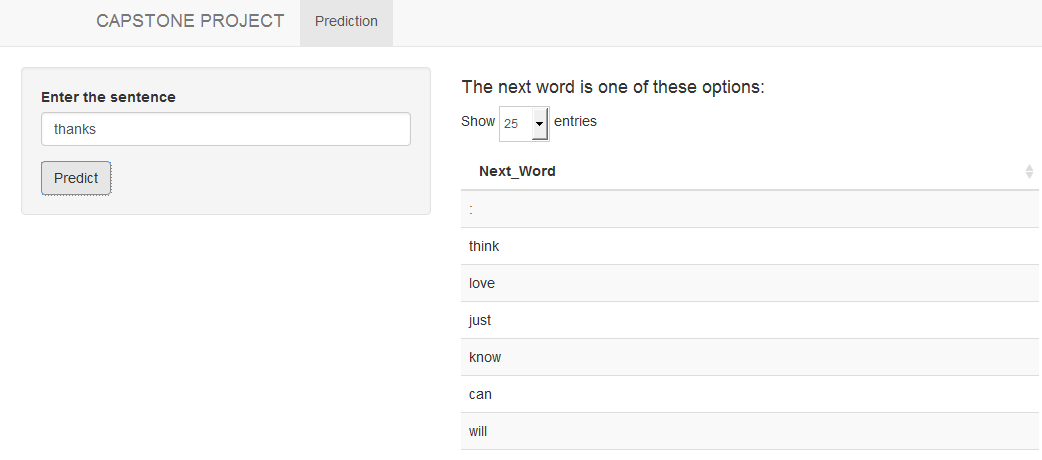 CAPSTONE PROJECT Prediction
Enter the sentence
thanks
Predict
The next word is one of these options:
Show 25 entries
Next_Word
:
think
love
just
know
can
will